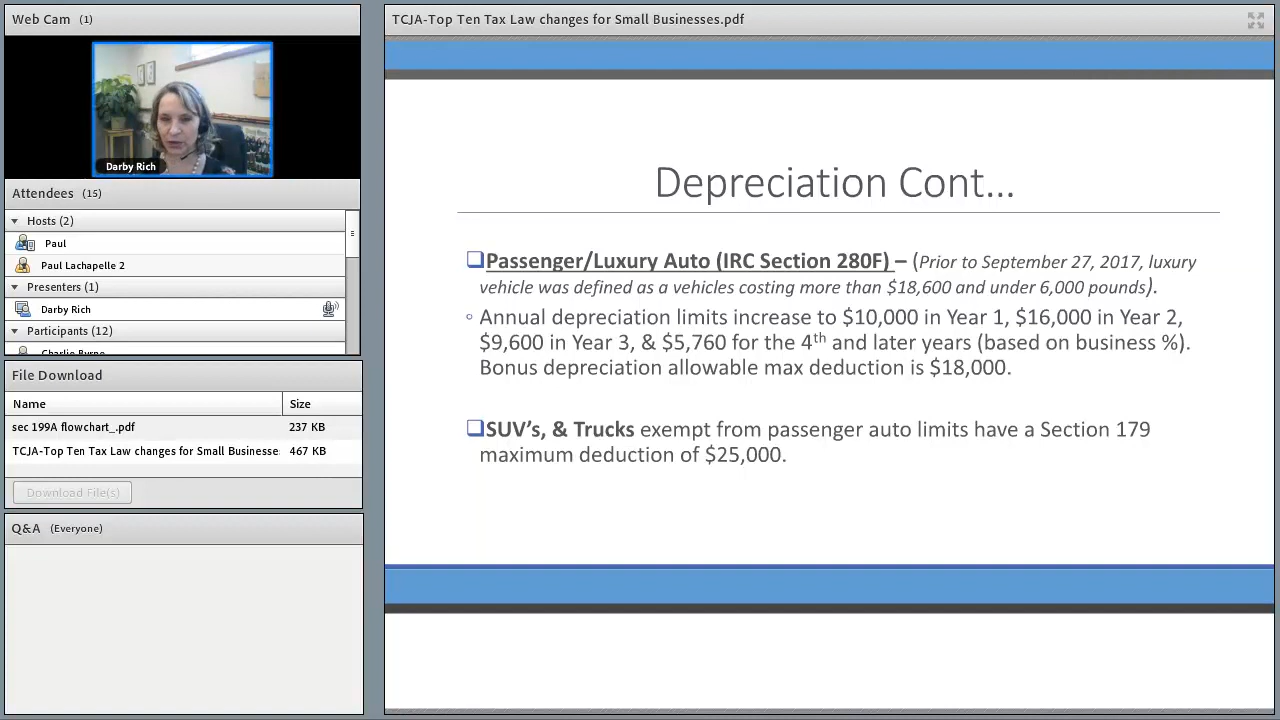 Web Cam (1)
Darby Rich
Attendees (15)
Hosts (2)
Paul
Paul Lachapelle 2
Presenters (1)
Darby Rich
Participants (12)
Charlie Byrne
File Download
Name Size
sec 199A flowchart_.pdf 237 KB
TCJA-Top Ten Tax Law changes for Small Businesse: 467 KB
Download File(s)
Q&A (Everyone)
TCJA-Top Ten Tax Law changes for Small Businesses.pdf
Depreciation Cont...
Passenger/Luxury Auto (IRC Section 280F) – (Prior to September 27, 2017, luxury
vehicle was defined as a vehicles costing more than $18,600 and under 6,000 pounds).
Annual depreciation limits increase to $10,000 in Year 1, $16,000 in Year 2,
$9,600 in Year 3, & $5,760 for the 4th and later years (based on business %).
Bonus depreciation allowable max deduction is $18,000.
SUV’s, & Trucks exempt from passenger auto limits have a Section 179
maximum deduction of $25,000.